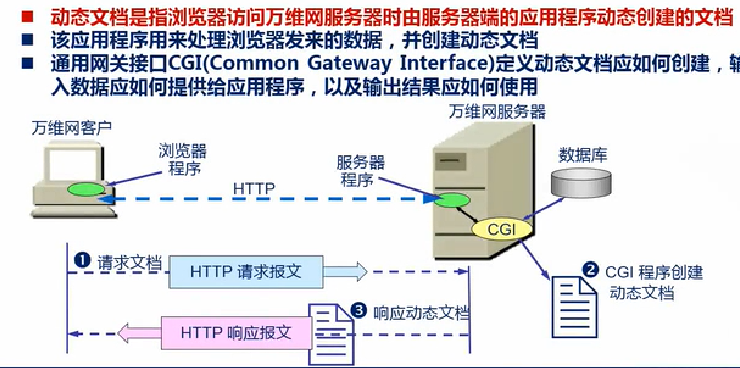 动态文档是指浏览器访问万维网服务器时由服务器端的应用程序动态创建的文档
该应用程序用来处理浏览器发来的数据，并创建动态文档
通用网关接口CGI(Common Gateway Interface)定义动态文档应如何创建，输
入数据应如何提供给应用程序，以及输出结果应如何使用
万维网服务器
万维网客户
浏览器
程序
服务器
程序
数据库
HTTP
CGI
❶ 请求文档
HTTP 请求报文
❷ CGI 程序创建
动态文档
❸ 响应动态文档
HTTP 响应报文